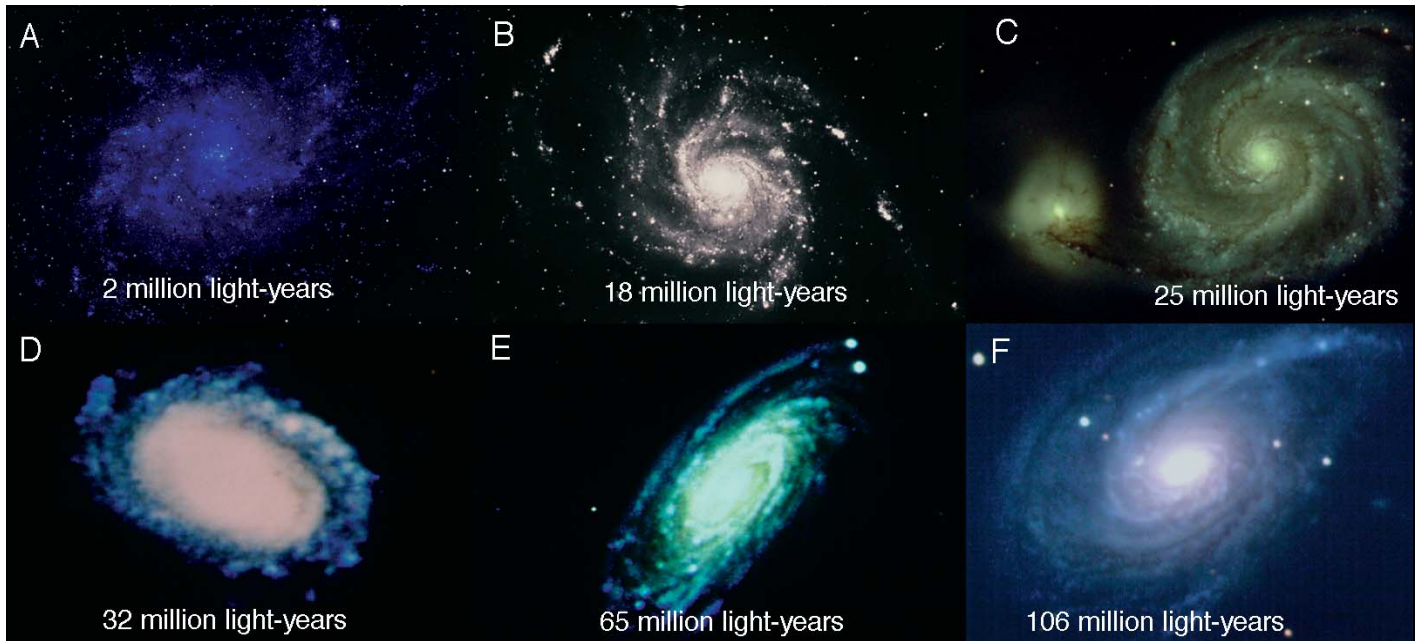 A
B
C
2 million light-years
18 million light-years
25 million light-years
D
E
F
32 million light-years
65 million light-years
106 million light-years